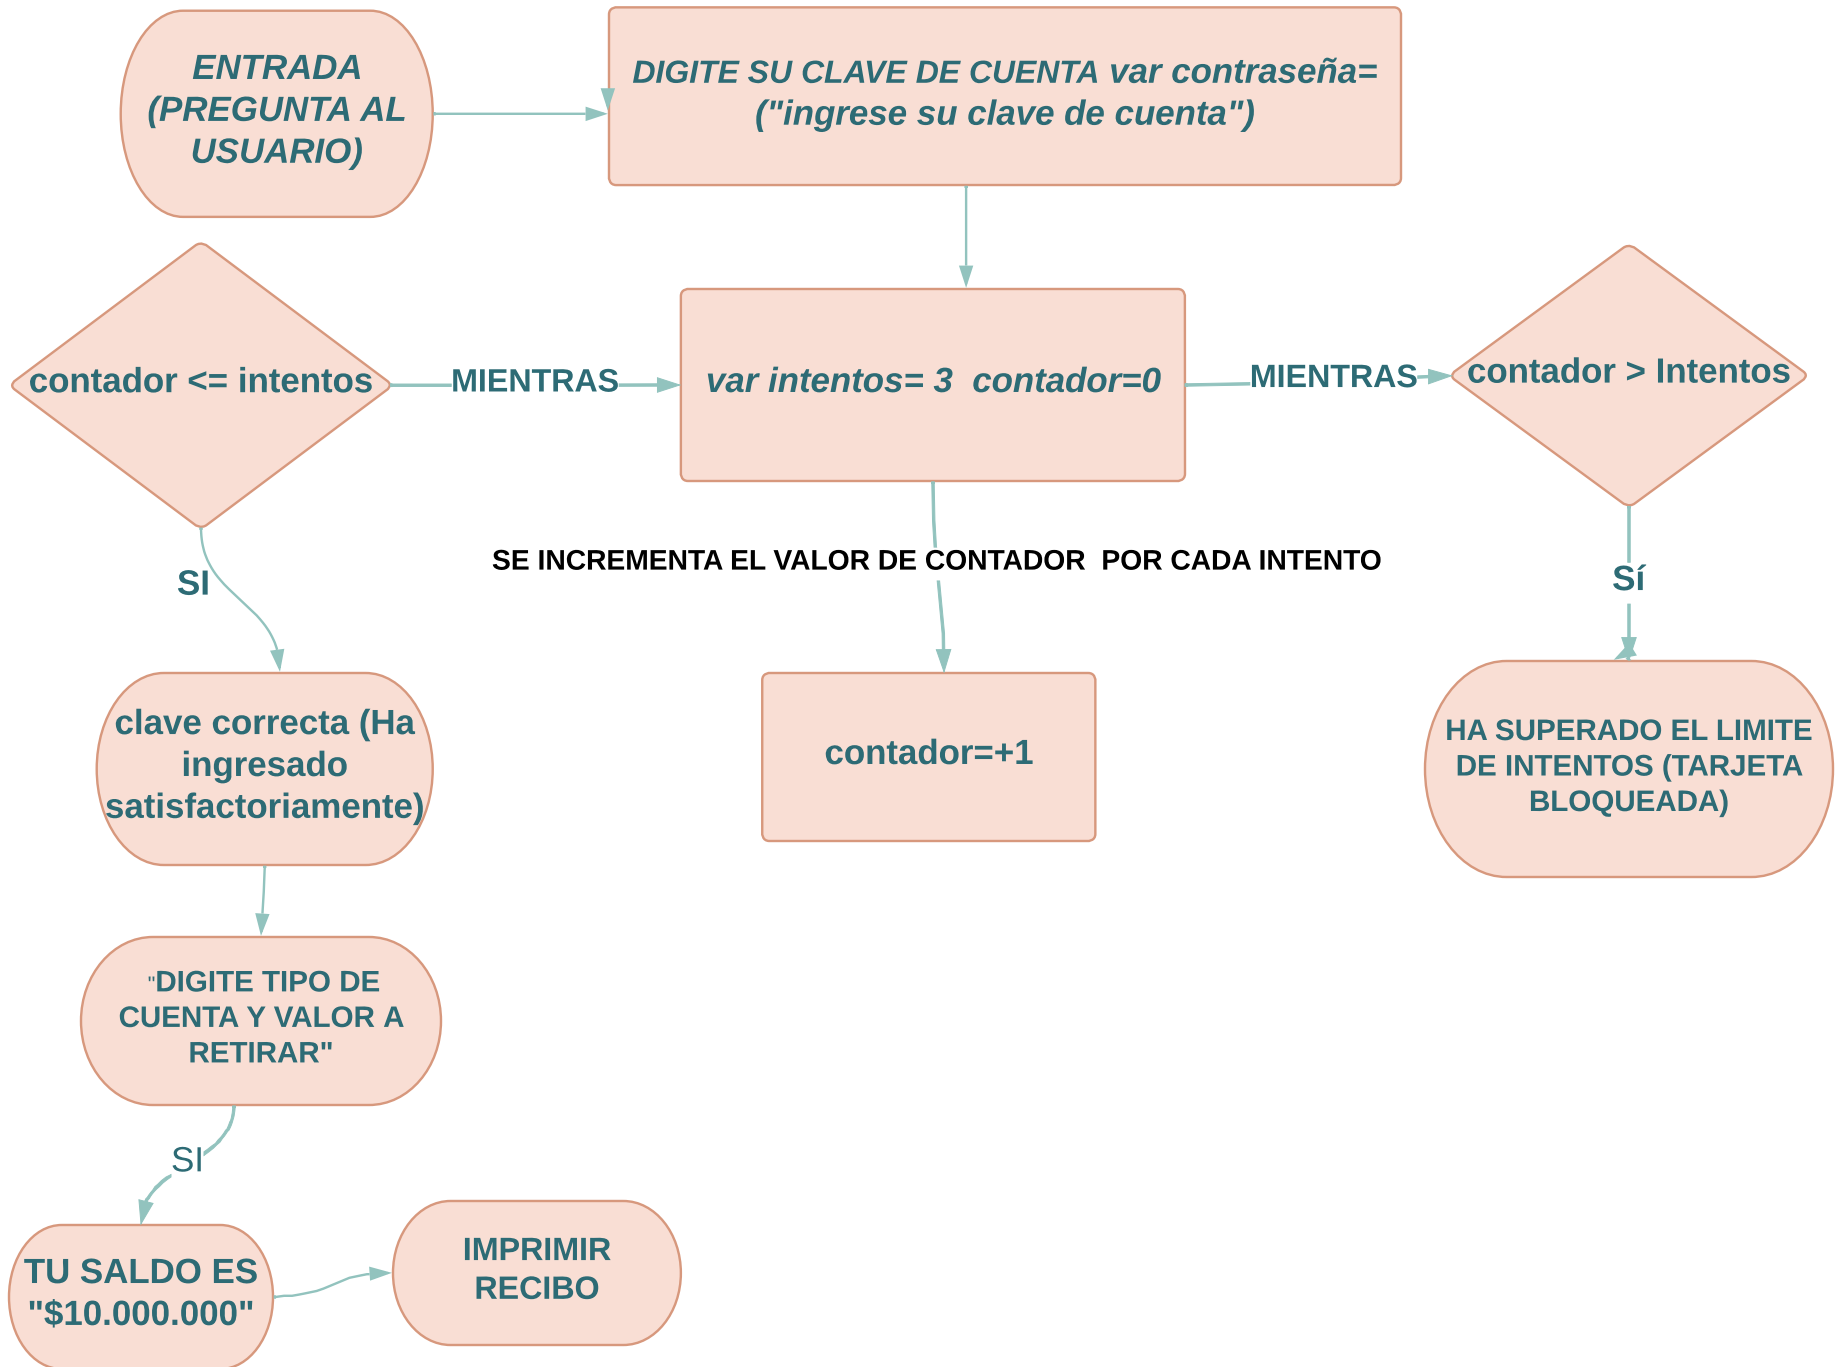 ENTRADA
(PREGUNTA AL
USUARIO)
DIGITE SU CLAVE DE CUENTA var contraseña=
("ingrese su clave de cuenta")
contador <= intentos
MIENTRAS
var intentos= 3  contador=0
MIENTRAS
contador > Intentos
SI
SE INCREMENTA EL VALOR DE CONTADOR  POR CADA INTENTO
Sí
clave correcta (Ha
ingresado
satisfactoriamente)
contador=+1
HA SUPERADO EL LIMITE
DE INTENTOS (TARJETA
BLOQUEADA)
"DIGITE TIPO DE
CUENTA Y VALOR A
RETIRAR"
SI
TU SALDO ES
"$10.000.000"
IMPRIMIR
RECIBO